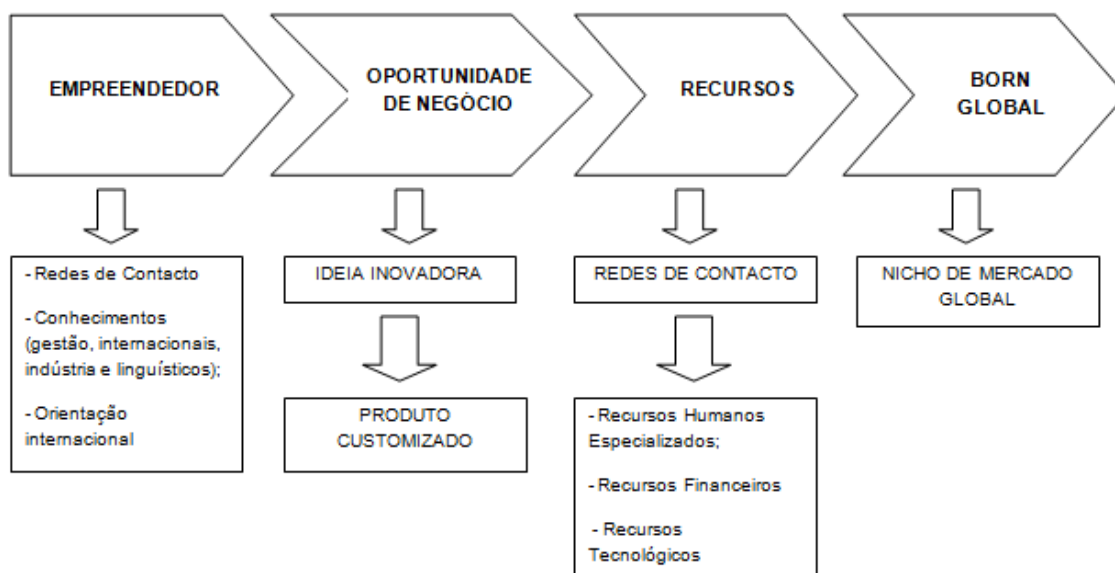 EMPREENDEDOR
OPORTUNIDADE
DE NEGÓCIO
RECURSOS
BORN
GLOBAL
- Redes de Contacto
- Conhecimentos
(gestão, internacionais,
indústria e linguísticos);
- Orientação
internacional
IDEIA INOVADORA
PRODUTO
CUSTOMIZADO
REDES DE CONTACTO
- Recursos Humanos
Especializados;
- Recursos Financeiros
- Recursos
Tecnológicos
NICHO DE MERCADO
GLOBAL